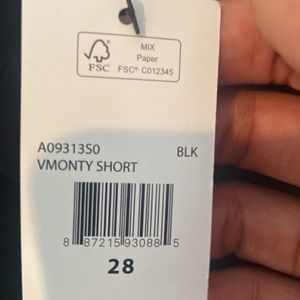 MIX
Paper
FSC
FSC® C012345
A09313S0 BLK
VMONTY SHORT
8 87215 93088 5
28